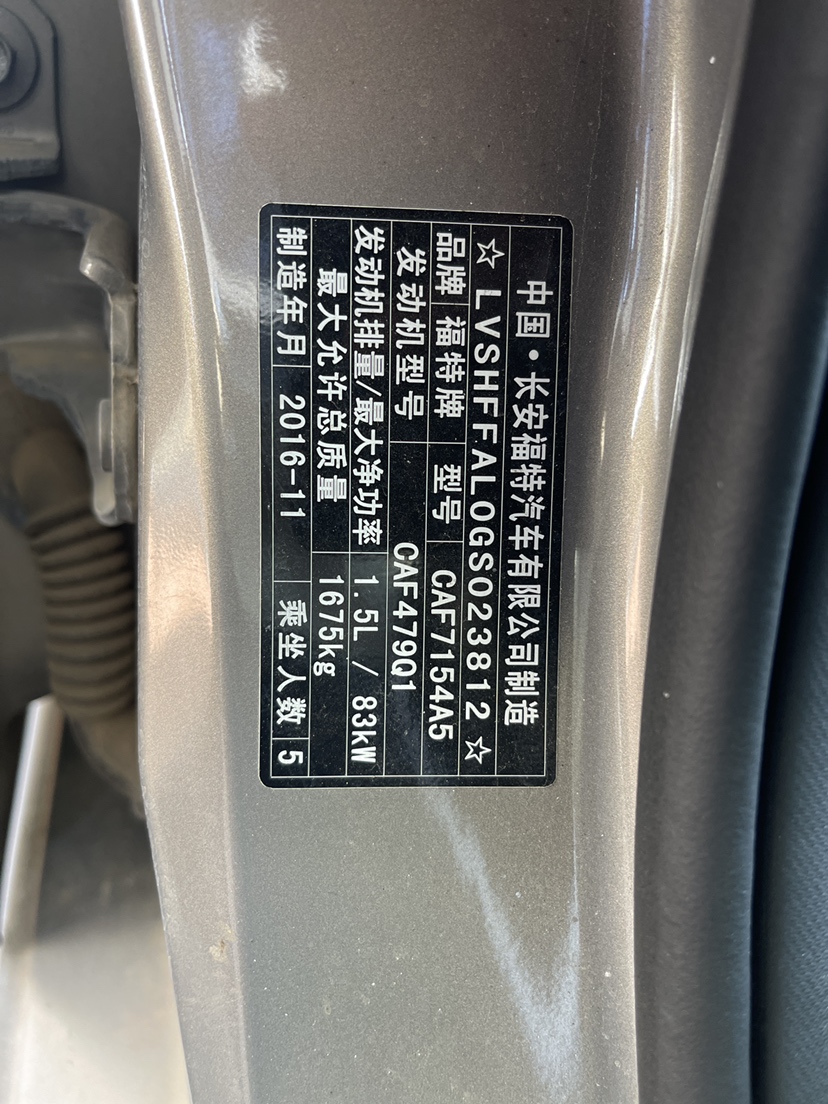 中国·长安福特汽车有限公司制造
☆ LVSHFFAL0GS023812 ☆
品牌 福特牌 型号 CAF7154A5
发动机型号 CAF479Q1
发动机排量/最大净功率 1.5L / 83kW
最大允许总质量 1675kg
制造年月 2016-11 乘坐人数 5